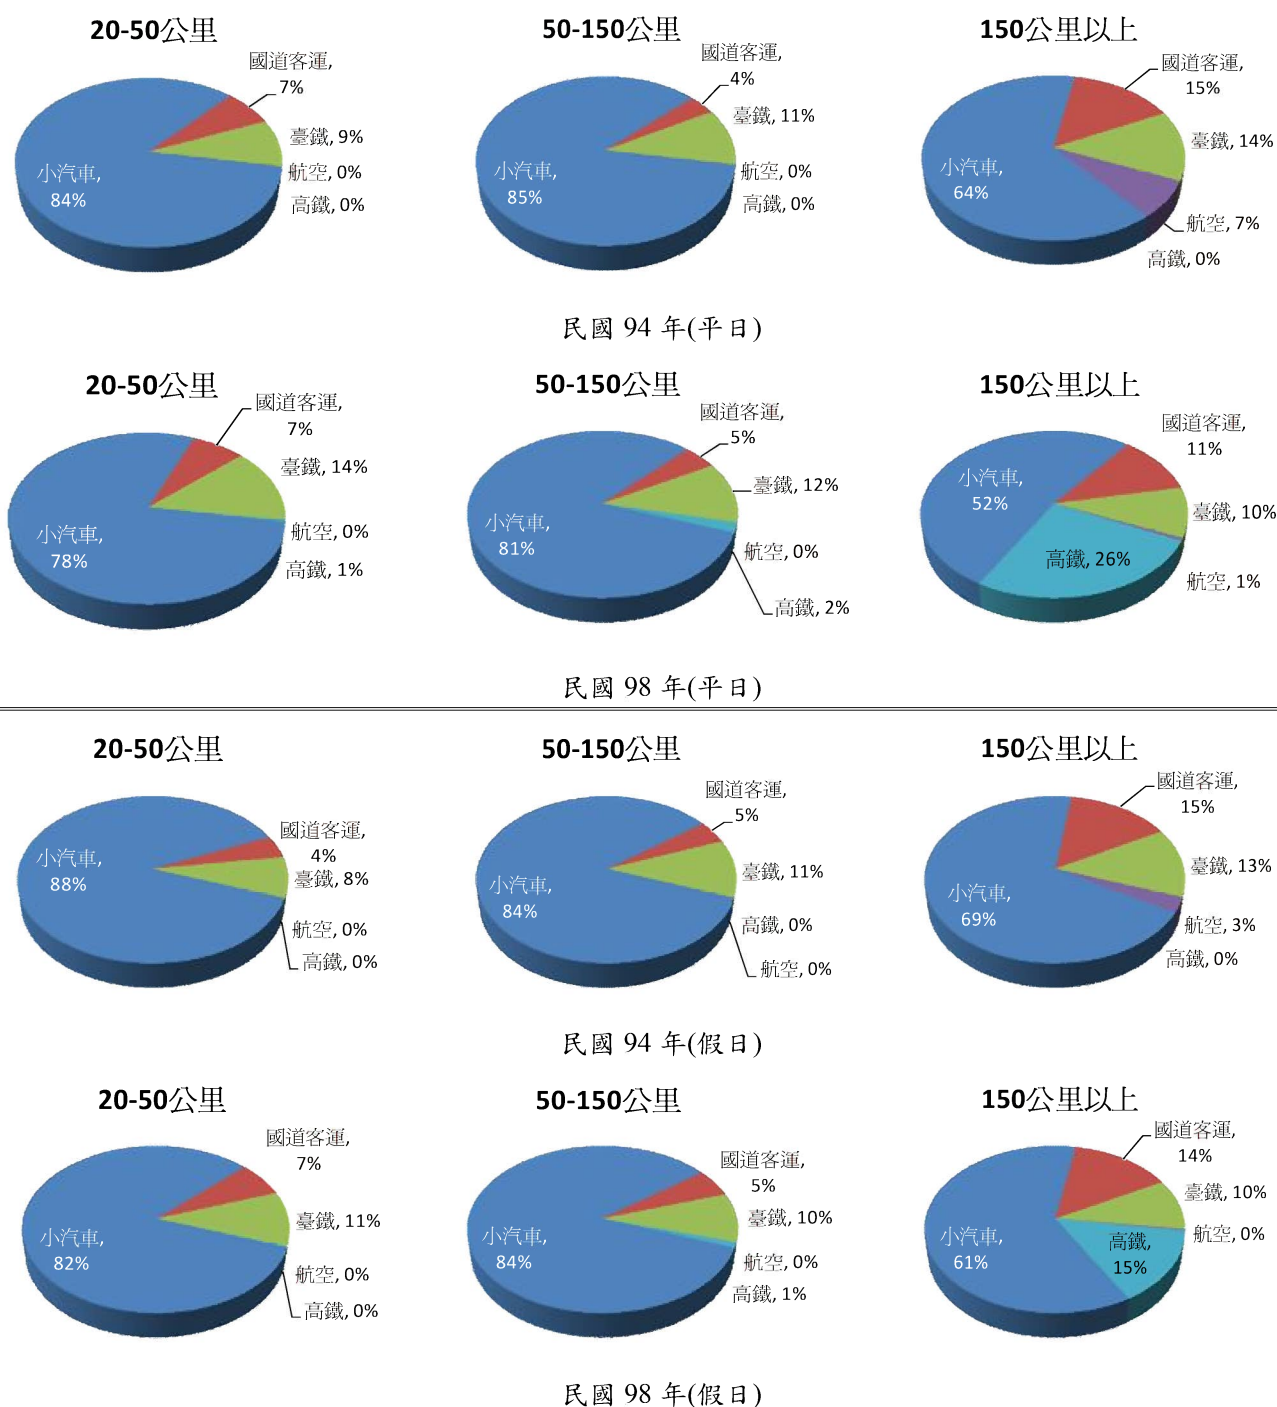 20-50公里
國道客運,
7%
臺鐵, 9%
航空, 0%
高鐵, 0%
小汽車,
84%
50-150公里
國道客運,
4%
臺鐵, 11%
航空, 0%
高鐵, 0%
小汽車,
85%
150公里以上
國道客運,
15%
臺鐵, 14%
航空, 7%
高鐵, 0%
小汽車,
64%
民國 94 年(平日)
20-50公里
國道客運,
7%
臺鐵, 14%
航空, 0%
高鐵, 1%
小汽車,
78%
50-150公里
國道客運,
5%
臺鐵, 12%
航空, 0%
高鐵, 2%
小汽車,
81%
150公里以上
國道客運,
11%
臺鐵, 10%
航空, 1%
高鐵, 26%
小汽車,
52%
民國 98 年(平日)
20-50公里
國道客運,
4%
臺鐵, 8%
航空, 0%
高鐵, 0%
小汽車,
88%
50-150公里
國道客運,
5%
臺鐵, 11%
高鐵, 0%
航空, 0%
小汽車,
84%
150公里以上
國道客運,
15%
臺鐵, 13%
航空, 3%
高鐵, 0%
小汽車,
69%
民國 94 年(假日)
20-50公里
國道客運,
7%
臺鐵, 11%
航空, 0%
高鐵, 0%
小汽車,
82%
50-150公里
國道客運,
5%
臺鐵, 10%
航空, 0%
高鐵, 1%
小汽車,
84%
150公里以上
國道客運,
14%
臺鐵, 10%
航空, 0%
高鐵,
15%
小汽車,
61%
民國 98 年(假日)